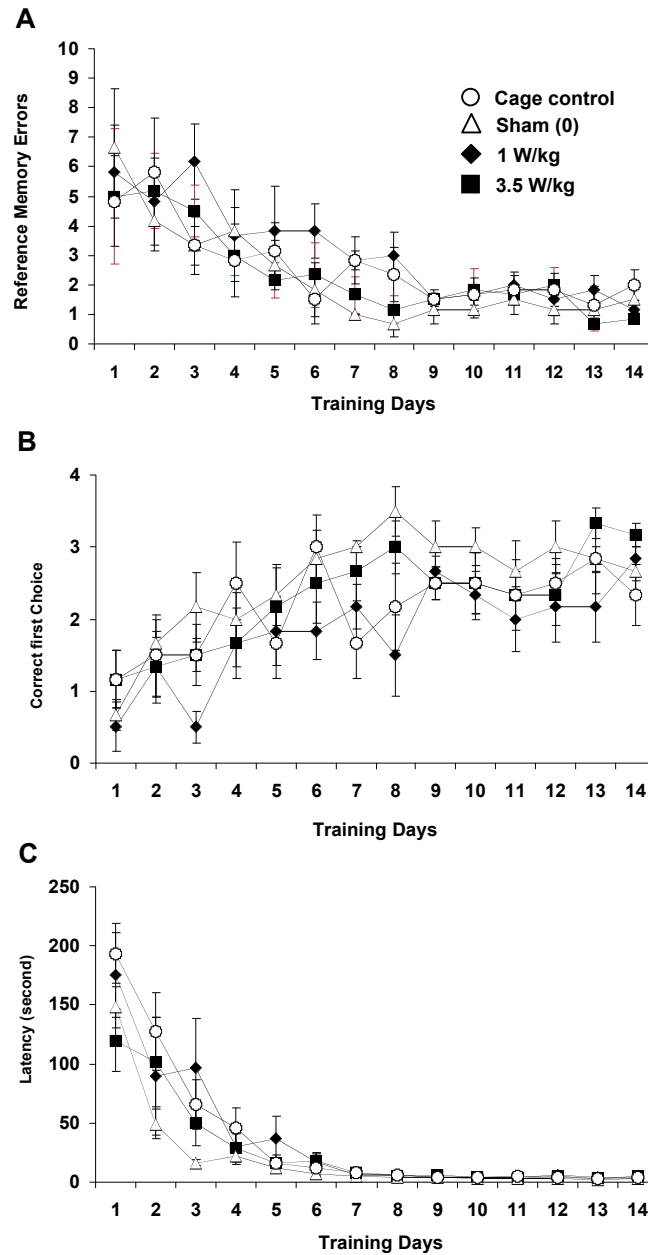 A
Reference Memory Errors
10
9
8
7
6
5
4
3
2
1
0
Cage control
Sham (0)
1 W/kg
3.5 W/kg
1 2 3 4 5 6 7 8 9 10 11 12 13 14
Training Days
B
Correct first Choice
4
3
2
1
0
1 2 3 4 5 6 7 8 9 10 11 12 13 14
Training Days
C
Latency (second)
250
200
150
100
50
0
1 2 3 4 5 6 7 8 9 10 11 12 13 14
Training Days